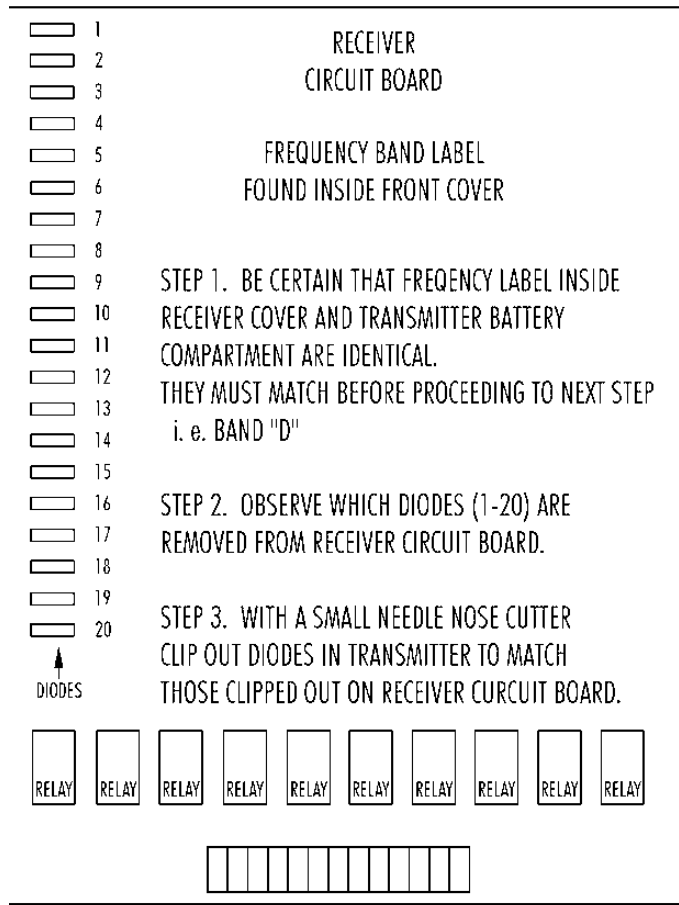 1
2
3
4
5
6
7
8
9
10
11
12
13
14
15
16
17
18
19
20
DIODES
RECEIVER
CIRCUIT BOARD
FREQUENCY BAND LABEL
FOUND INSIDE FRONT COVER
STEP 1. BE CERTAIN THAT FREQENCY LABEL INSIDE
RECEIVER COVER AND TRANSMITTER BATTERY
COMPARTMENT ARE IDENTICAL.
THEY MUST MATCH BEFORE PROCEEDING TO NEXT STEP
i. e. BAND "D"
STEP 2. OBSERVE WHICH DIODES (1-20) ARE
REMOVED FROM RECEIVER CIRCUIT BOARD.
STEP 3. WITH A SMALL NEEDLE NOSE CUTTER
CLIP OUT DIODES IN TRANSMITTER TO MATCH
THOSE CLIPPED OUT ON RECEIVER CURCUIT BOARD.
RELAY RELAY RELAY RELAY RELAY RELAY RELAY RELAY RELAY RELAY